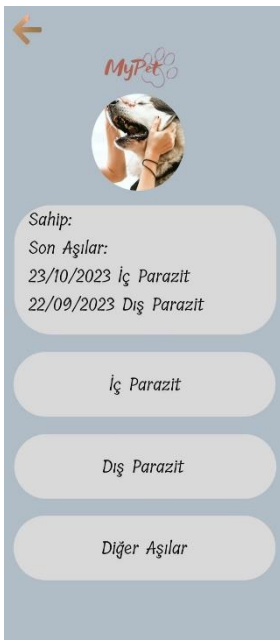 MyPet
Sahip:
Son Aşılar:
23/10/2023 İç Parazit
22/09/2023 Dış Parazit
İç Parazit
Dış Parazit
Diğer Aşılar